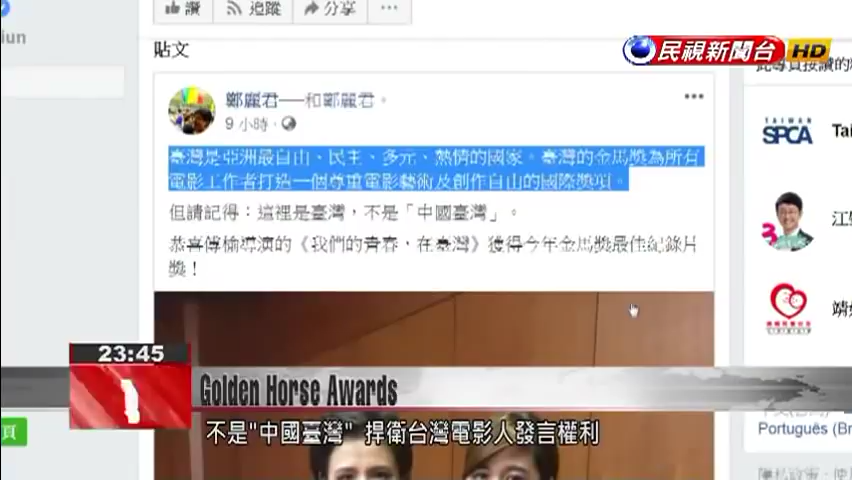 iun
讚 追蹤 分享 ...
民視新聞台 HD
貼文
鄭麗君——和鄭麗君。
9 小時 ·
臺灣是亞洲最自由、民主、多元、熱情的國家。臺灣的金馬獎為所有
電影工作者打造一個尊重電影藝術及創作自由的國際獎項。
但請記得：這裡是臺灣，不是「中國臺灣」。
恭喜傅榆導演的《我們的青春，在臺灣》獲得今年金馬獎最佳紀錄片
獎！
TAIWAN
SPCA
Tai
3
江
靖
23:45
Golden Horse Awards
不是"中國臺灣" 捍衛台灣電影人發言權利
頁
Português (Br